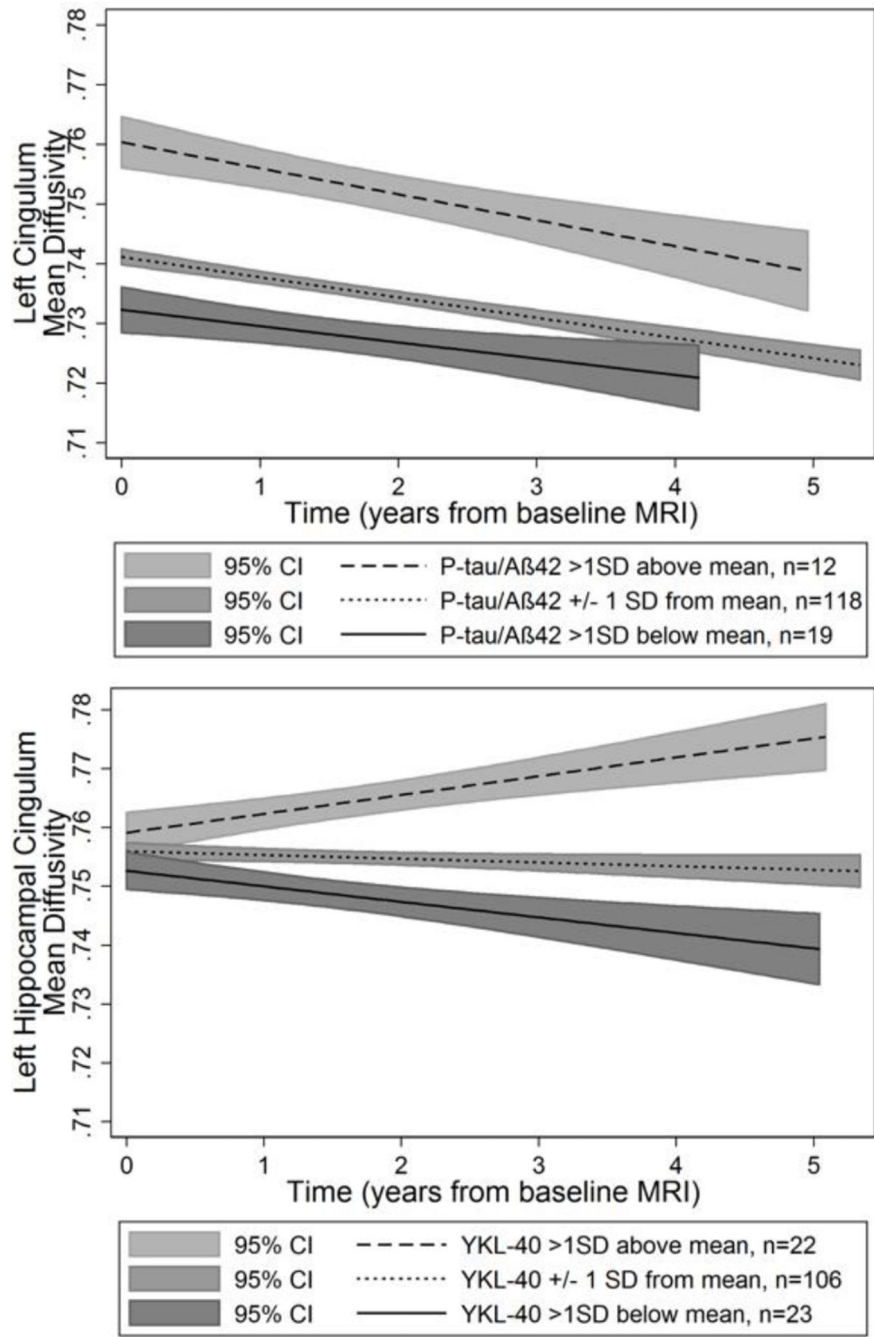 Left Cingulum
Mean Diffusivity
.78
.77
.76
.75
.74
.73
.72
.71
0 1 2 3 4 5
Time (years from baseline MRI)
95% CI P-tau/Aß42 >1SD above mean, n=12
95% CI P-tau/Aß42 +/- 1 SD from mean, n=118
95% CI P-tau/Aß42 >1SD below mean, n=19
Left Hippocampal Cingulum
Mean Diffusivity
.78
.77
.76
.75
.74
.73
.72
.71
0 1 2 3 4 5
Time (years from baseline MRI)
95% CI YKL-40 >1SD above mean, n=22
95% CI YKL-40 +/- 1 SD from mean, n=106
95% CI YKL-40 >1SD below mean, n=23